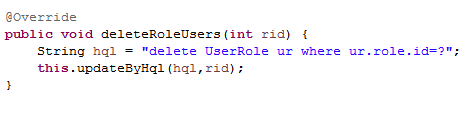 @Override
public void deleteRoleUsers(int rid) {
    String hql = "delete UserRole ur where ur.role.id=?";
    this.updateByHql(hql,rid);
}